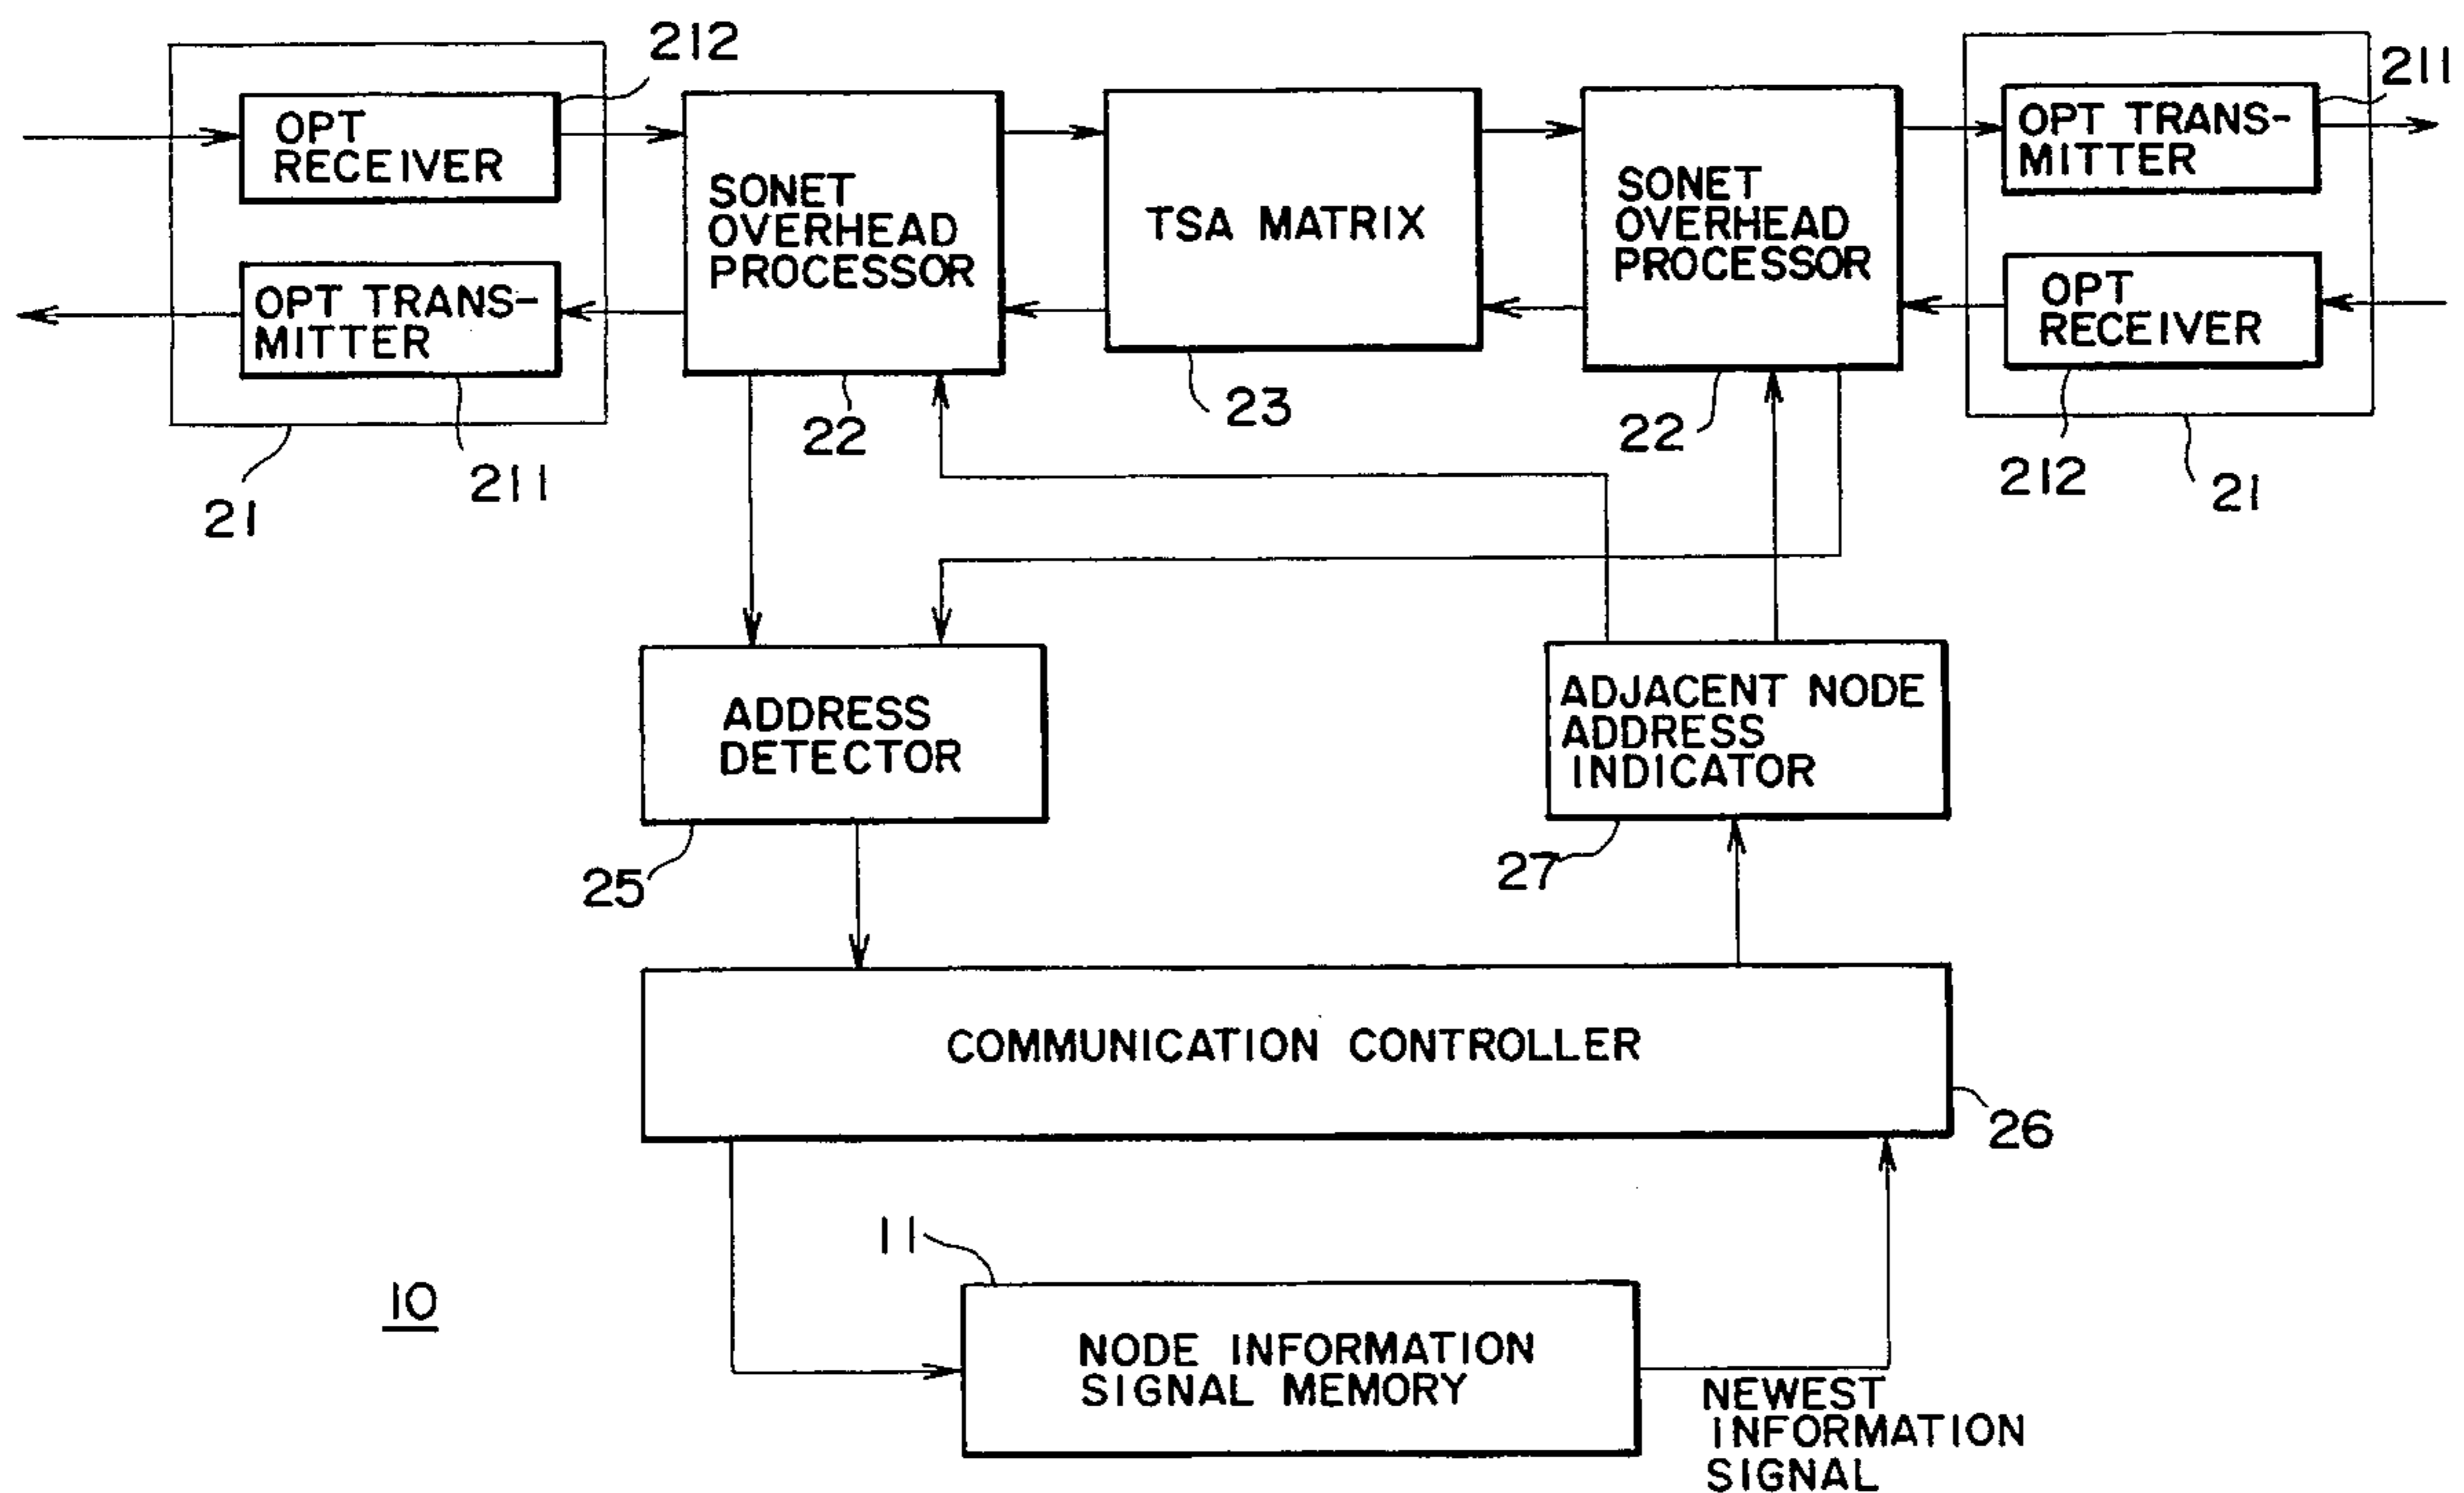 212
211
OPT
RECEIVER
SONET
OVERHEAD
PROCESSOR
TSA MATRIX
SONET
OVERHEAD
PROCESSOR
OPT TRANS-
MITTER
OPT TRANS-
MITTER
OPT
RECEIVER
21
211
22
23
22
212
21
ADDRESS
DETECTOR
ADJACENT NODE
ADDRESS
INDICATOR
25
27
COMMUNICATION CONTROLLER
26
11
10
NODE INFORMATION
SIGNAL MEMORY
NEWEST
INFORMATION
SIGNAL